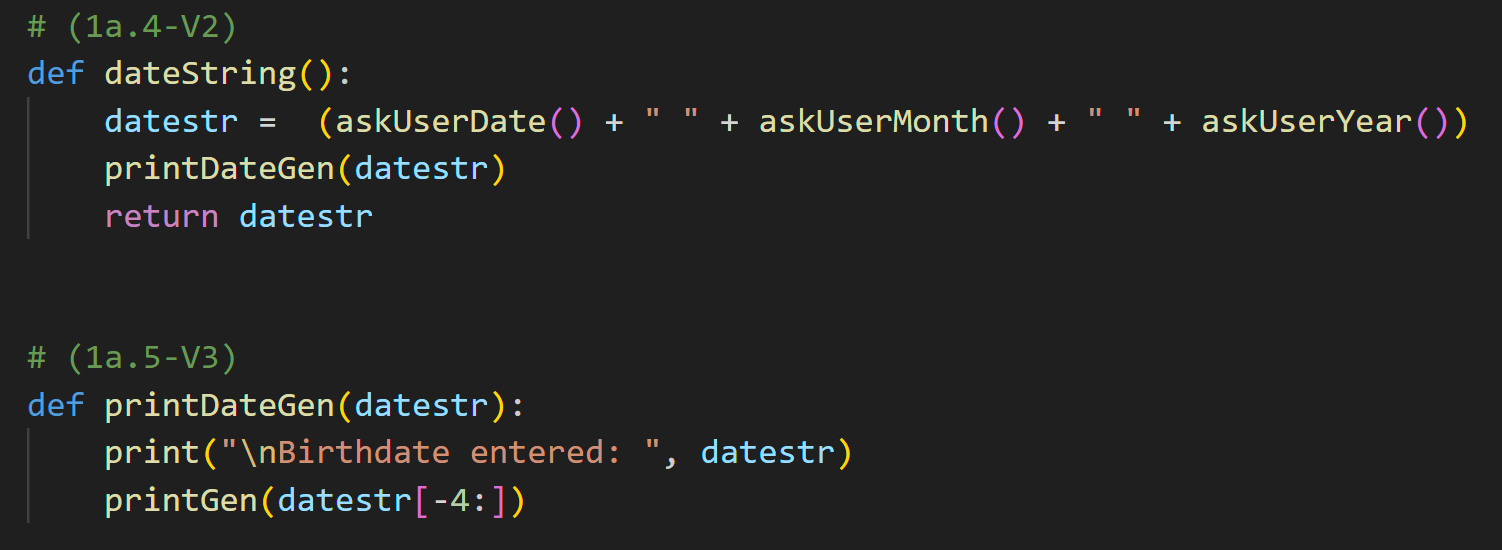 # (1a.4-V2)
def dateString():
    datestr =  (askUserDate() + " " + askUserMonth() + " " + askUserYear())
    printDateGen(datestr)
    return datestr
# (1a.5-V3)
def printDateGen(datestr):
    print("\nBirthdate entered: ", datestr)
    printGen(datestr[-4:])